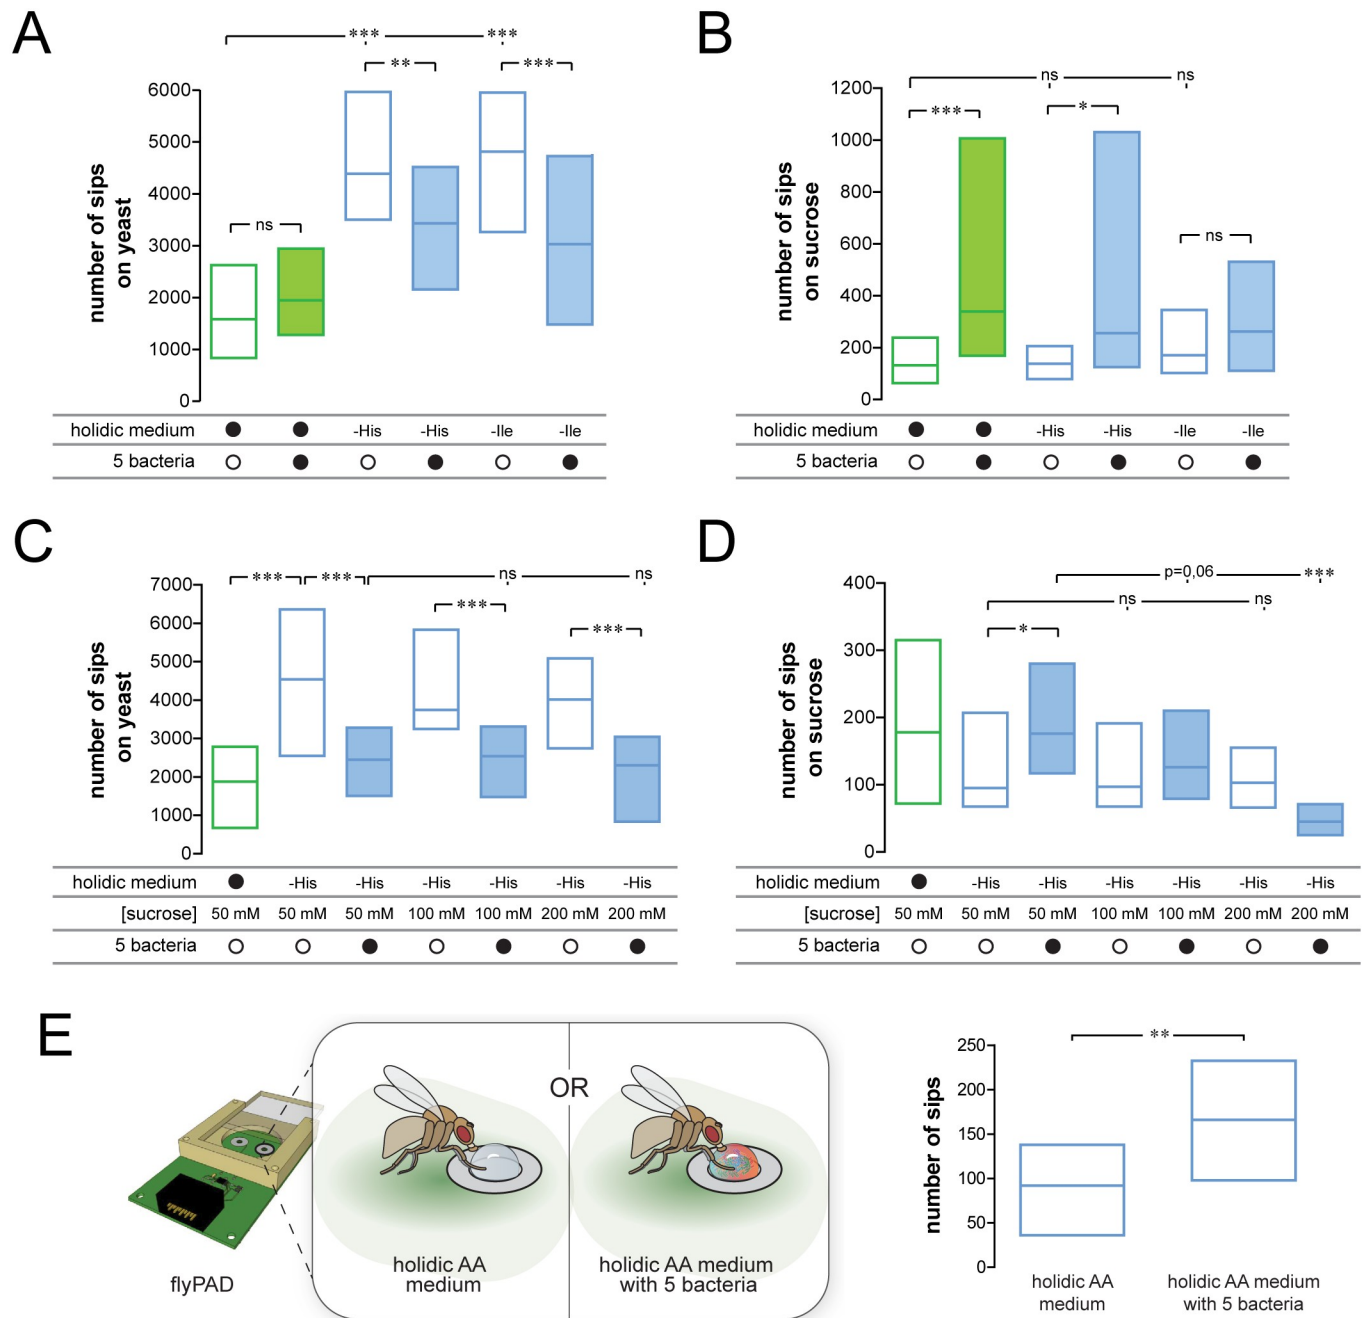 A
*** ***
** ***
6000
5000
4000
3000
2000
1000
0
number of sips
on yeast
ns
holidic medium -His -His -Ile -Ile
5 bacteria
B
ns ns
*** *
ns
1200
1000
800
600
400
200
0
number of sips
on sucrose
holidic medium -His -His -Ile -Ile
5 bacteria
C
*** *** ns ns
***
***
7000
6000
5000
4000
3000
2000
1000
0
number of sips
on yeast
holidic medium -His -His -His -His -His -His
[sucrose] 50 mM 50 mM 50 mM 100 mM 100 mM 200 mM 200 mM
5 bacteria
D
p=0,06 ***
ns ns
*
400
300
200
100
0
number of sips
on sucrose
holidic medium -His -His -His -His -His -His
[sucrose] 50 mM 50 mM 50 mM 100 mM 100 mM 200 mM 200 mM
5 bacteria
E
OR
flyPAD
holidic AA
medium
holidic AA medium
with 5 bacteria
**
250
200
150
100
50
0
number of sips
holidic AA
medium
holidic AA medium
with 5 bacteria